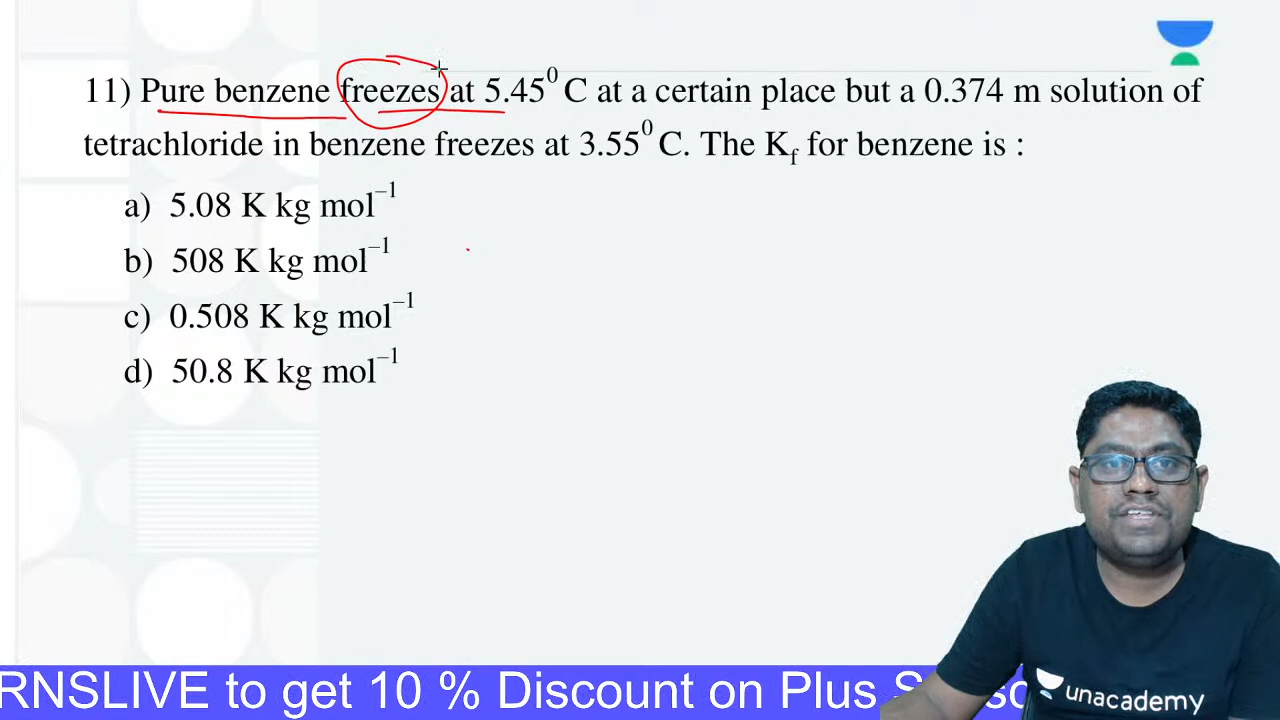 11) Pure benzene freezes at 5.45⁰ C at a certain place but a 0.374 m solution of
tetrachloride in benzene freezes at 3.55⁰ C. The K_f for benzene is :
a) 5.08 K kg mol⁻¹
b) 508 K kg mol⁻¹
c) 0.508 K kg mol⁻¹
d) 50.8 K kg mol⁻¹
RNSLIVE to get 10 % Discount on Plus
unacademy